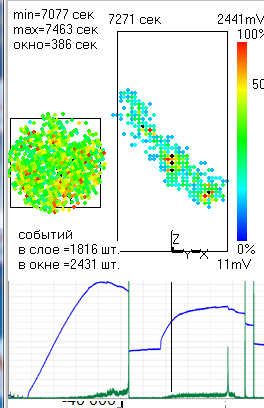 min=7077 сек
max=7463 сек
окно=386 сек
7271 сек
2441mV
100%
50
0%
Z
Y X
событий
в слое =1816 шт.
в окне =2431 шт.
11mV